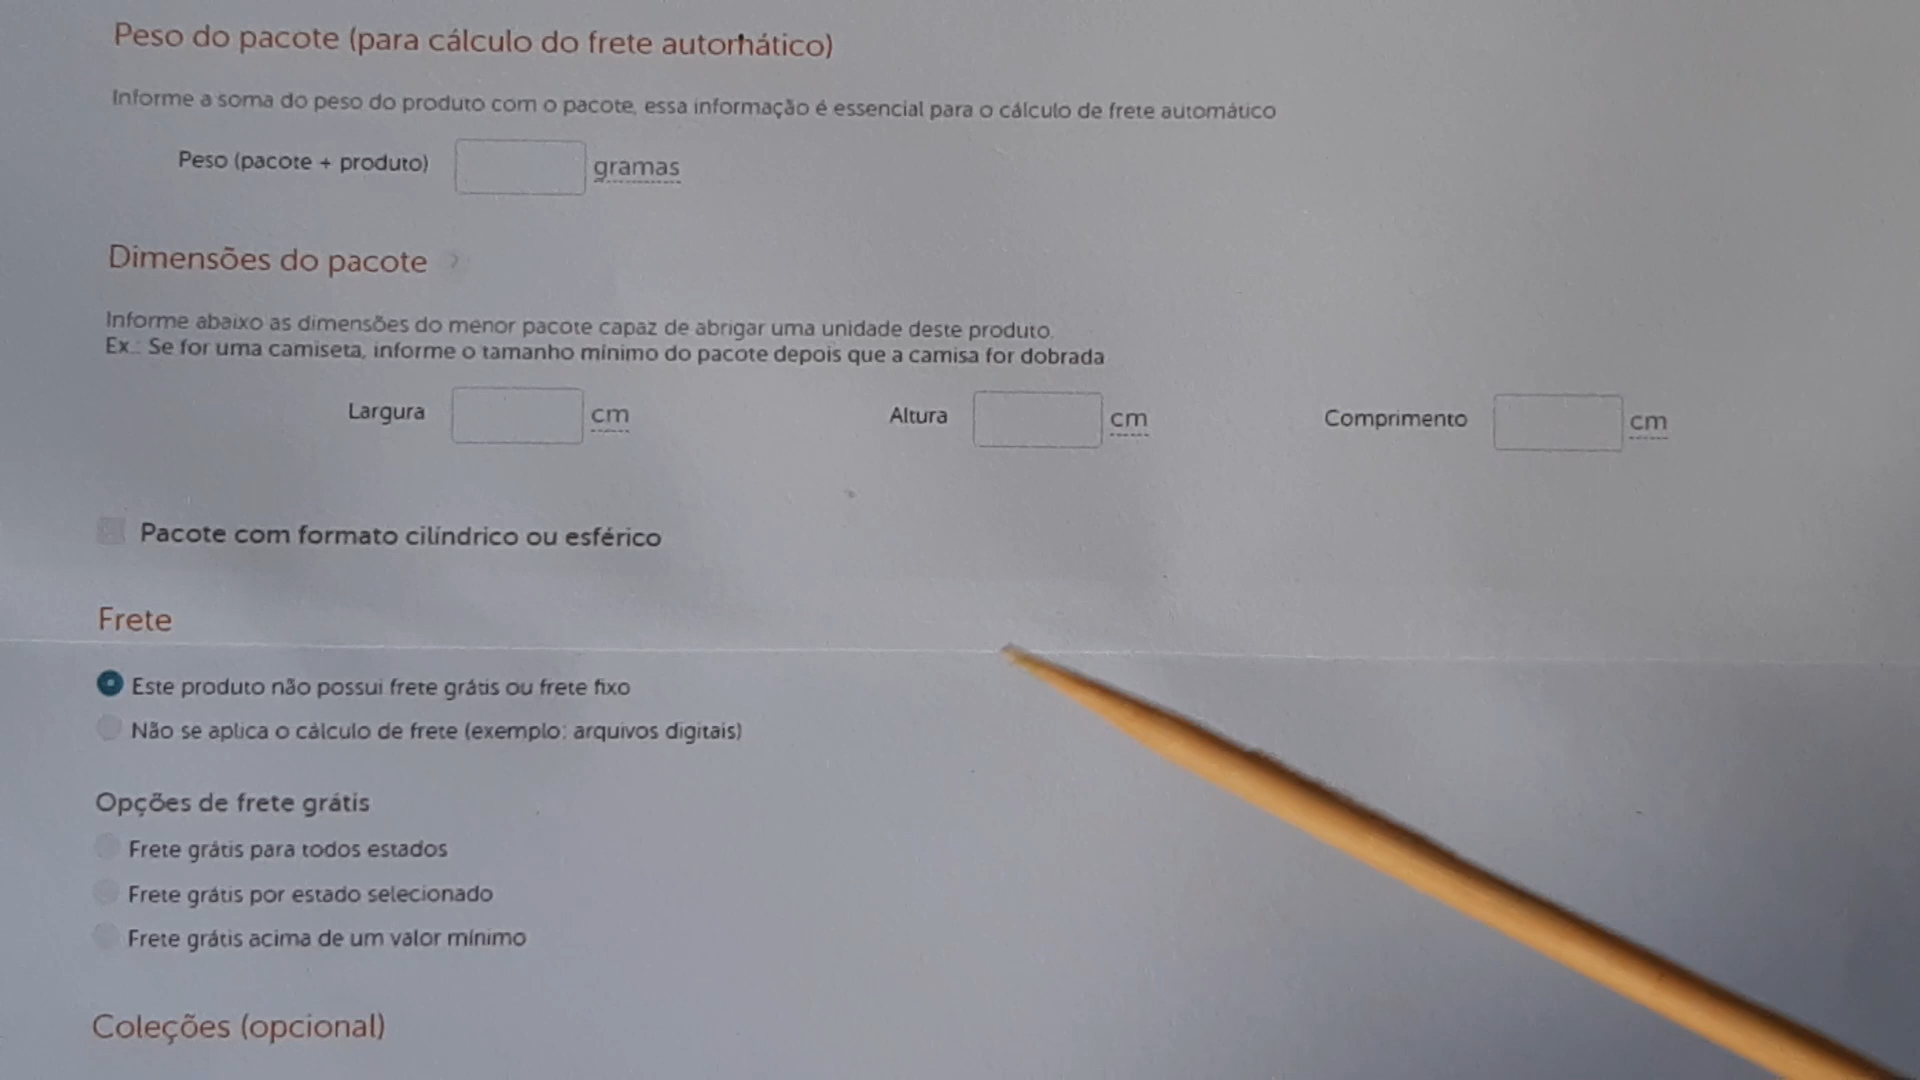 Peso do pacote (para cálculo do frete automático)
Informe a soma do peso do produto com o pacote, essa informação é essencial para o cálculo de frete automático
Peso (pacote + produto) gramas
Dimensões do pacote ?
Informe abaixo as dimensões do menor pacote capaz de abrigar uma unidade deste produto.
Ex.: Se for uma camiseta, informe o tamanho mínimo do pacote depois que a camisa for dobrada
Largura cm Altura cm Comprimento cm
Pacote com formato cilíndrico ou esférico
Frete
Este produto não possui frete grátis ou frete fixo
Não se aplica o cálculo de frete (exemplo: arquivos digitais)
Opções de frete grátis
Frete grátis para todos estados
Frete grátis por estado selecionado
Frete grátis acima de um valor mínimo
Coleções (opcional)